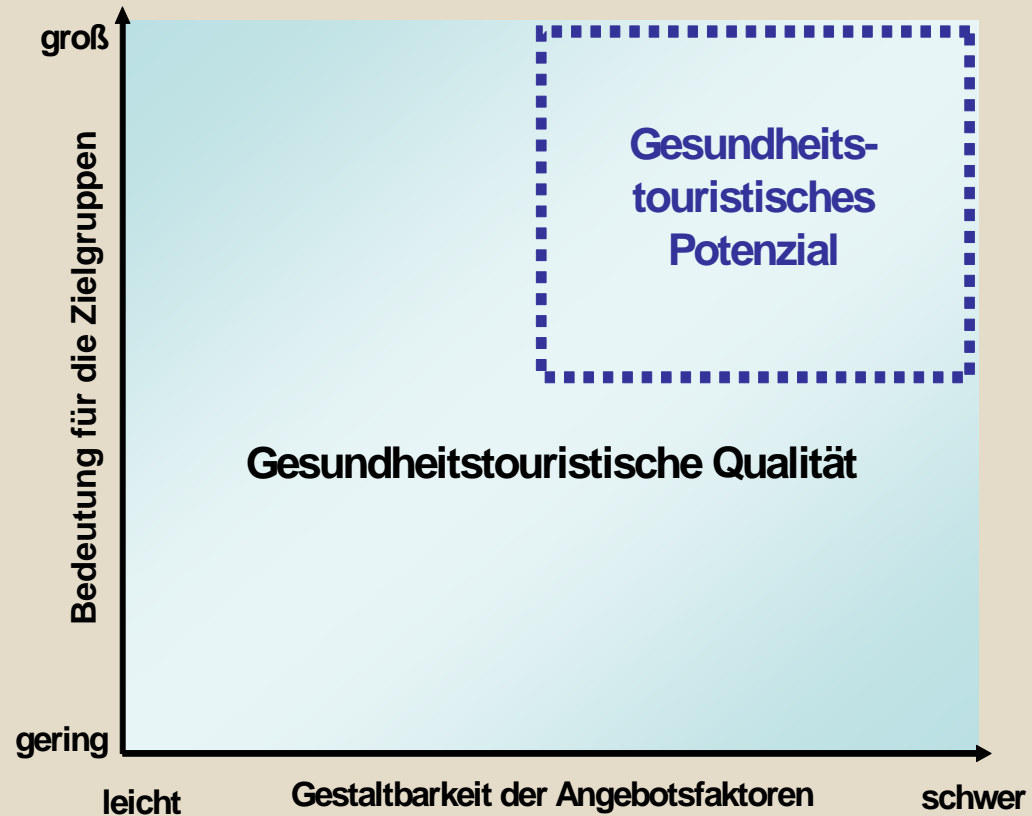 groß
Bedeutung für die Zielgruppen
Gesundheits-
touristisches
Potenzial
Gesundheitstouristische Qualität
gering
leicht
Gestaltbarkeit der Angebotsfaktoren
schwer